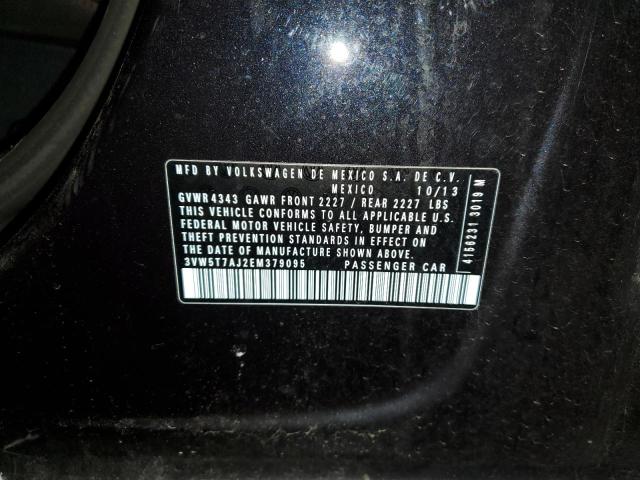 MFD BY VOLKSWAGEN DE MEXICO S.A. DE C.V.
MEXICO 10/13
GVWR 4343 GAWR FRONT 2227 / REAR 2227 LBS
THIS VEHICLE CONFORMS TO ALL APPLICABLE U.S.
FEDERAL MOTOR VEHICLE SAFETY, BUMPER AND
THEFT PREVENTION STANDARDS IN EFFECT ON
THE DATE OF MANUFACTURE SHOWN ABOVE.
3VW5T7AJ2EM379095 PASSENGER CAR
4156231 3019 M